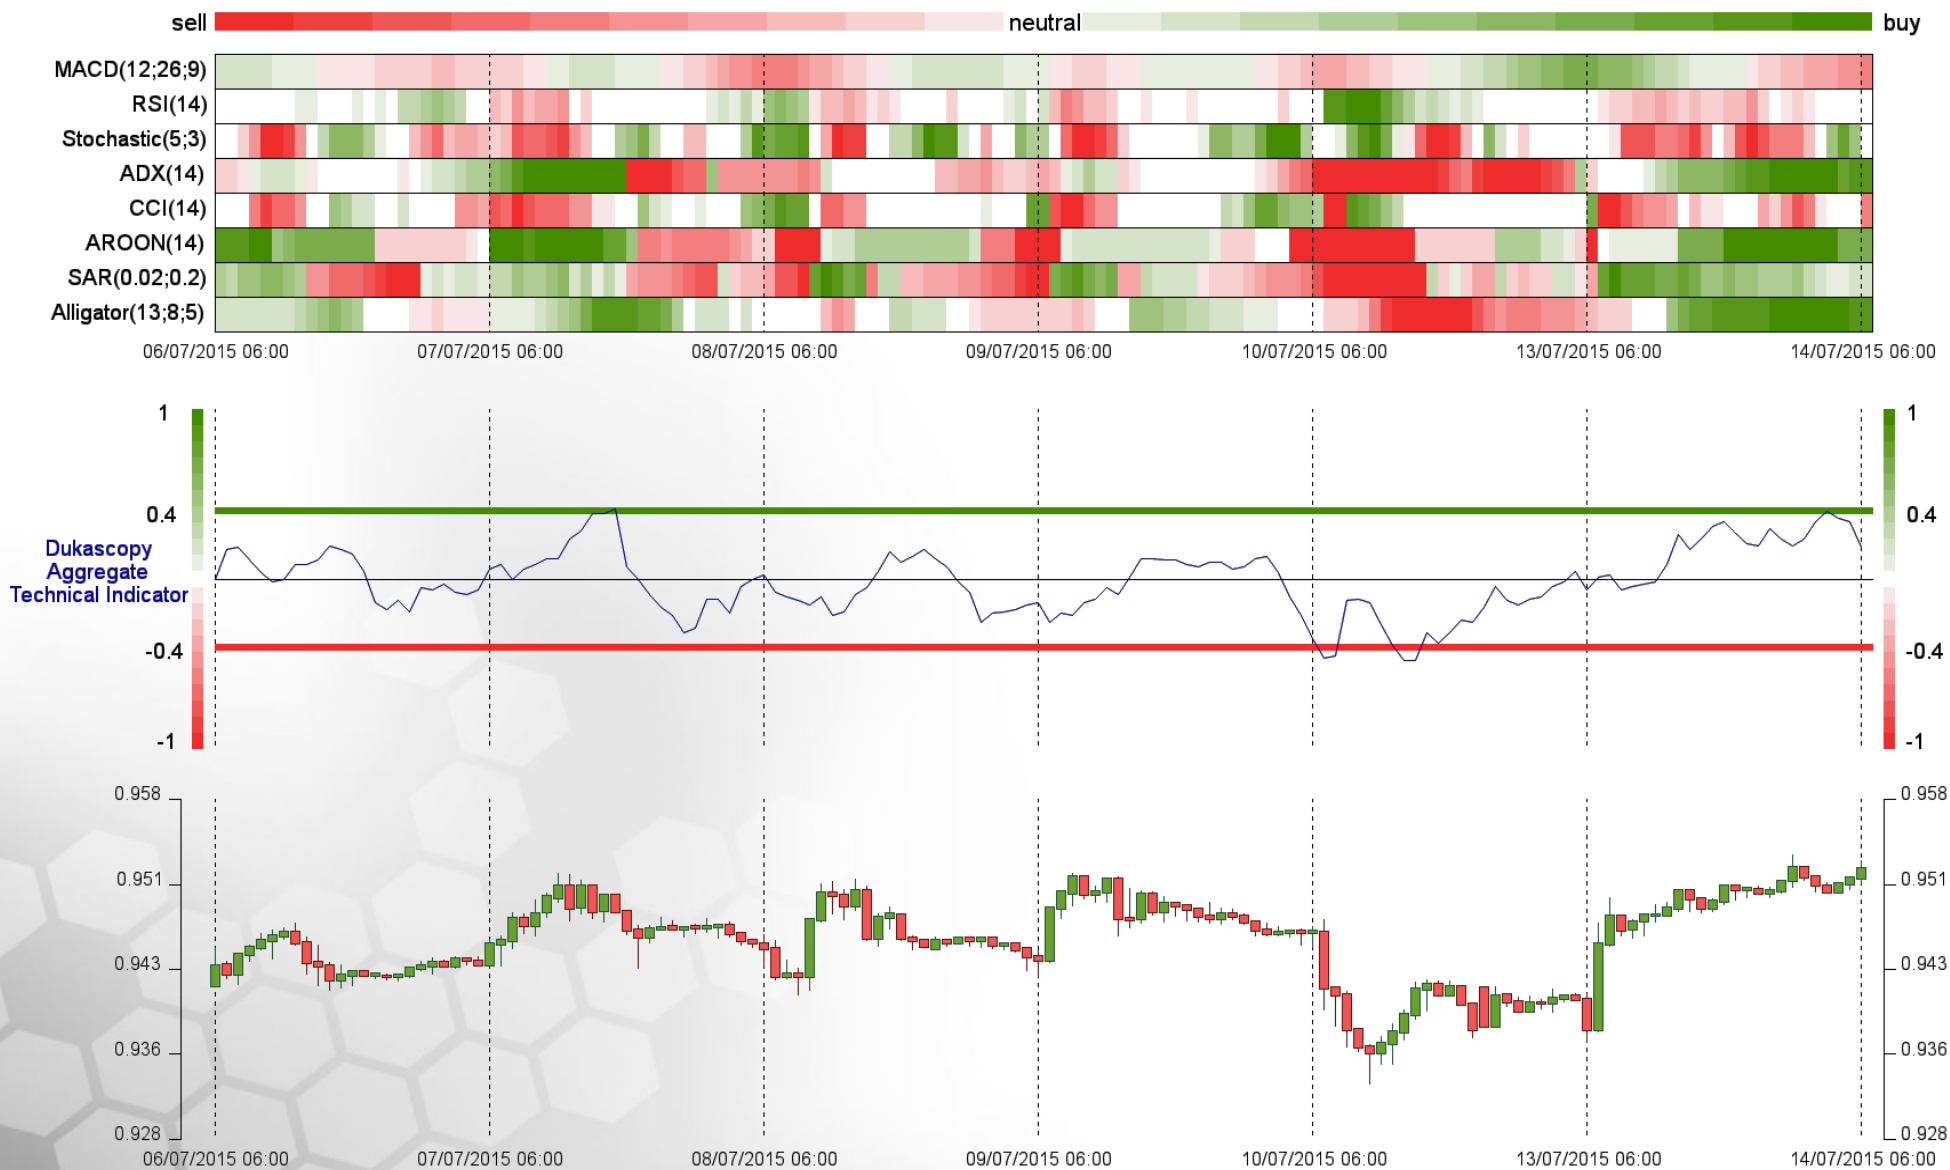 sell neutral buy
MACD(12;26;9)
RSI(14)
Stochastic(5;3)
ADX(14)
CCI(14)
AROON(14)
SAR(0.02;0.2)
Alligator(13;8;5)
06/07/2015 06:00 07/07/2015 06:00 08/07/2015 06:00 09/07/2015 06:00 10/07/2015 06:00 13/07/2015 06:00 14/07/2015 06:00
1 1
0.4 0.4
Dukascopy
Aggregate
Technical Indicator
-0.4 -0.4
-1 -1
0.958 0.958
0.951 0.951
0.943 0.943
0.936 0.936
0.928 0.928
06/07/2015 06:00 07/07/2015 06:00 08/07/2015 06:00 09/07/2015 06:00 10/07/2015 06:00 13/07/2015 06:00 14/07/2015 06:00